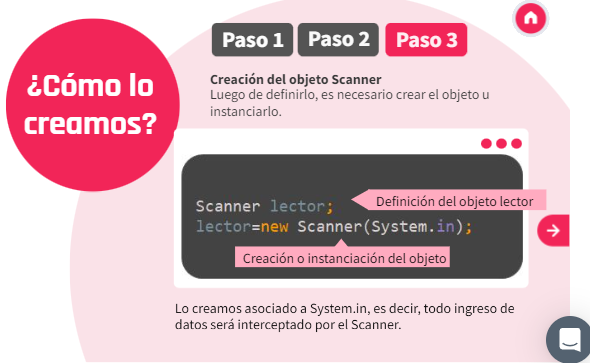 ¿Cómo lo
creamos?
Paso 1 Paso 2 Paso 3
Creación del objeto Scanner
Luego de definirlo, es necesario crear el objeto u
instanciarlo.
Scanner lector;
Definición del objeto lector
lector=new Scanner(System.in);
Creación o instanciación del objeto
Lo creamos asociado a System.in, es decir, todo ingreso de
datos será interceptado por el Scanner.